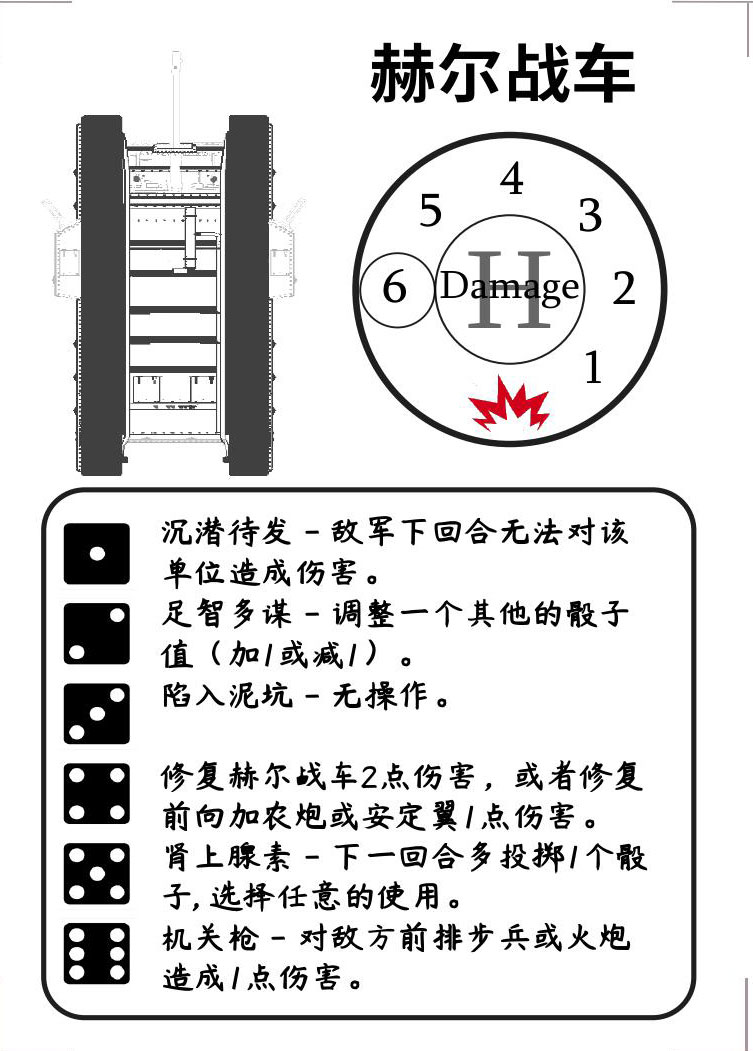 赫尔战车
4
5
3
6
H
Damage
2
1
沉潜待发 - 敌军下回合无法对该
单位造成伤害。
足智多谋 - 调整一个其他的骰子
值（加1或减1）。
陷入泥坑 - 无操作。
修复赫尔战车2点伤害，或者修复
前向加农炮或安定翼1点伤害。
肾上腺素 - 下一回合多投掷1个骰
子,选择任意的使用。
机关枪 - 对敌方前排步兵或火炮
造成1点伤害。